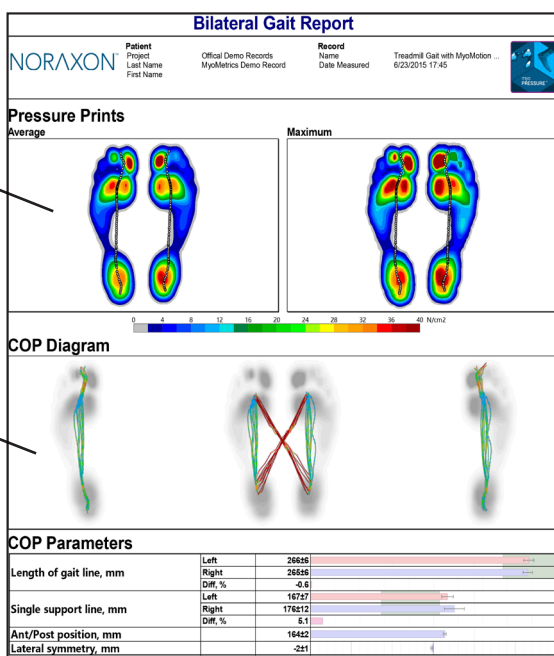 Bilateral Gait Report
NORAXON™
Patient
Project Offical Demo Records
Last Name MyoMetrics Demo Record
First Name
Record
Name Treadmill Gait with MyoMotion ...
Date Measured 6/23/2015 17:45
myo
PRESSURE™
Pressure Prints
Average Maximum
0 4 8 12 16 20 24 28 32 36 40 N/cm2
COP Diagram
COP Parameters
Length of gait line, mm
Left 266±6
Right 265±6
Diff, % -0.6
Single support line, mm
Left 167±7
Right 176±12
Diff, % 5.1
Ant/Post position, mm 164±2
Lateral symmetry, mm -2±1